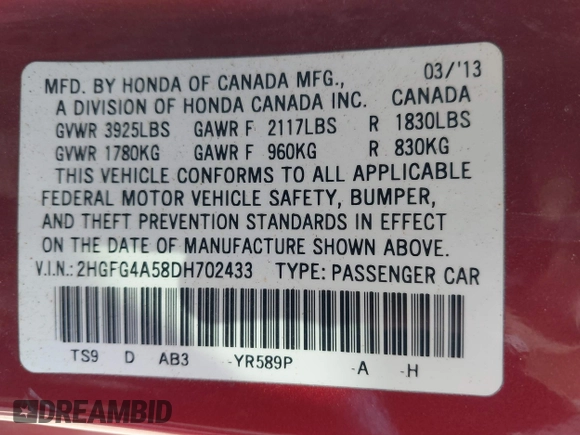 MFD. BY HONDA OF CANADA MFG., 03/'13
A DIVISION OF HONDA CANADA INC. CANADA
GVWR 3925LBS GAWR F 2117LBS R 1830LBS
GVWR 1780KG GAWR F 960KG R 830KG
THIS VEHICLE CONFORMS TO ALL APPLICABLE
FEDERAL MOTOR VEHICLE SAFETY, BUMPER,
AND THEFT PREVENTION STANDARDS IN EFFECT
ON THE DATE OF MANUFACTURE SHOWN ABOVE.
V.I.N.: 2HGFG4A58DH702433 TYPE: PASSENGER CAR
TS9 D AB3 --YR589P -A -H
DREAMBID